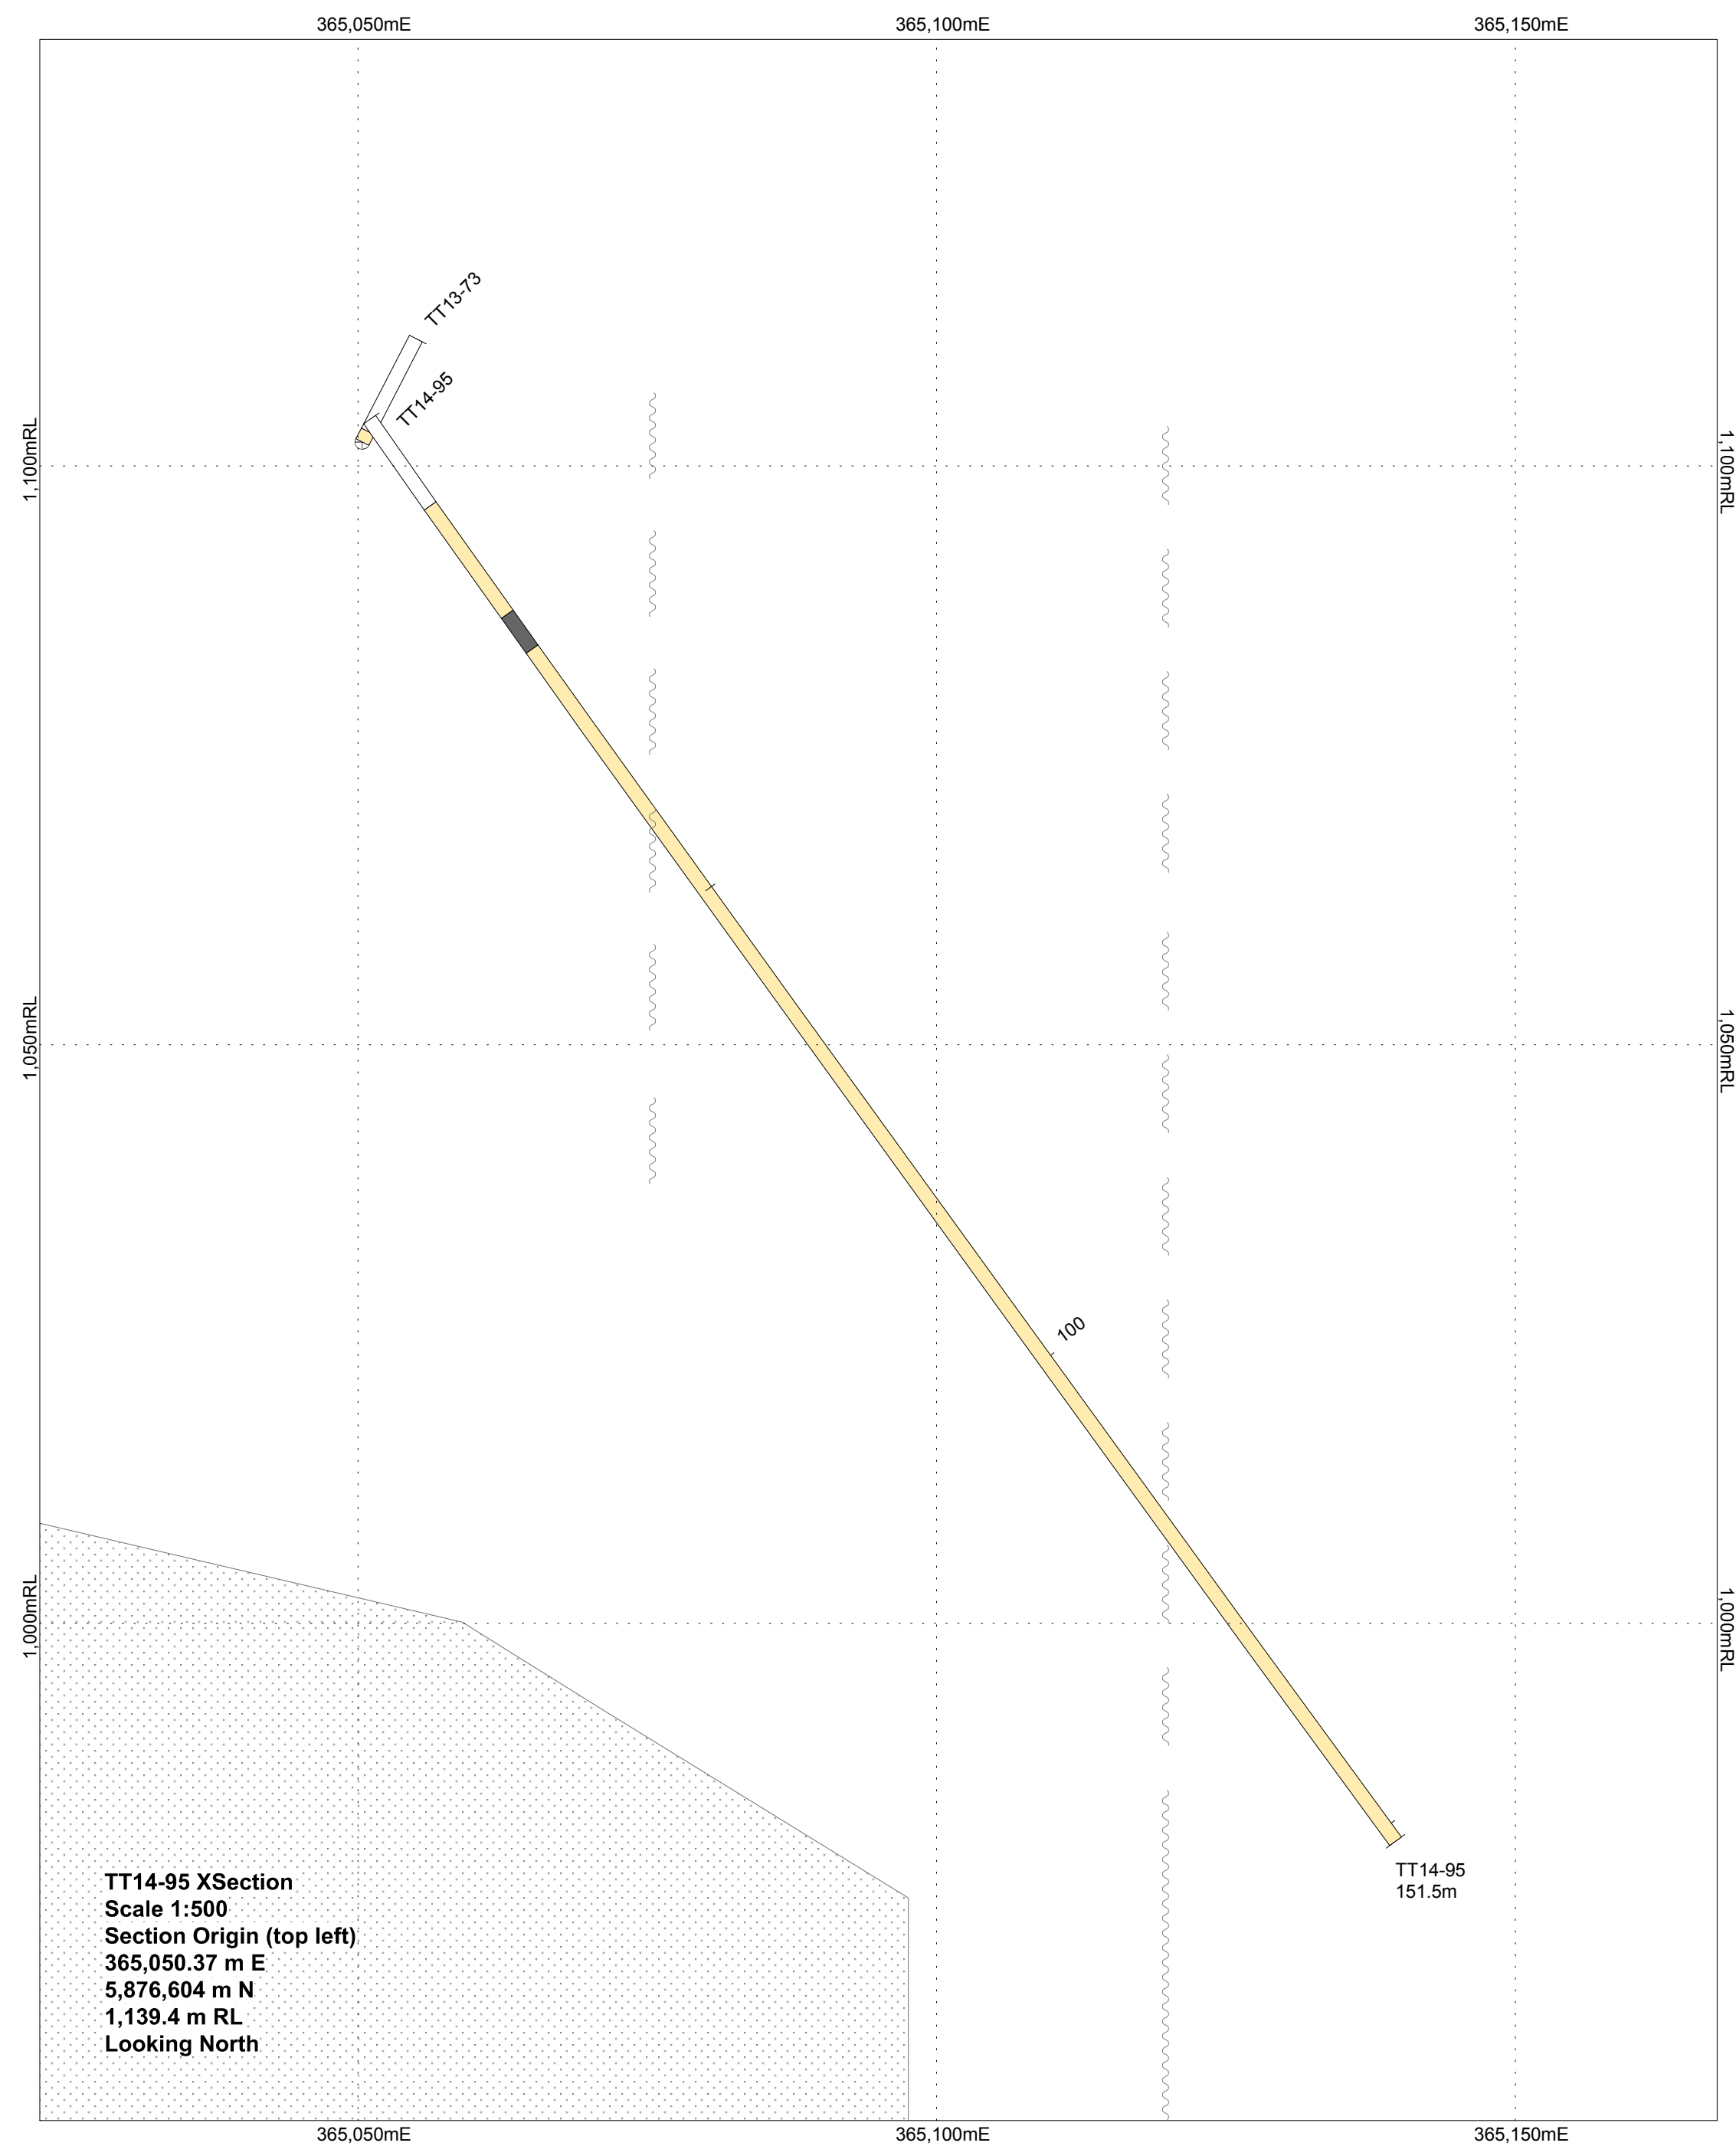 365,050mE
365,100mE
365,150mE
TT13-73
TT14-95
1,100mRL
1,100mRL
1,050mRL
1,050mRL
100
1,000mRL
1,000mRL
TT14-95
151.5m
TT14-95 XSection
Scale 1:500
Section Origin (top left)
365,050.37 m E
5,876,604 m N
1,139.4 m RL
Looking North
365,050mE
365,100mE
365,150mE